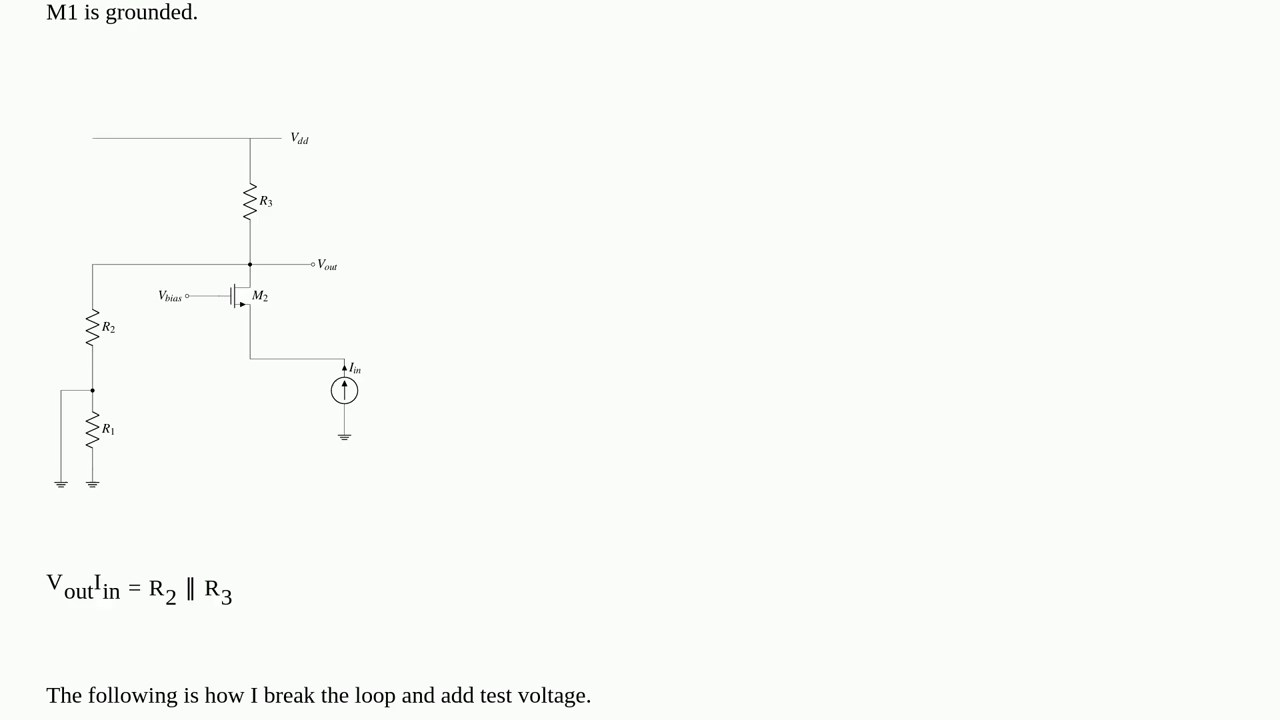 M1 is grounded.
Vdd
R3
Vout
Vbias
M2
R2
Iin
R1
VoutIin = R2 ∥ R3
The following is how I break the loop and add test voltage.